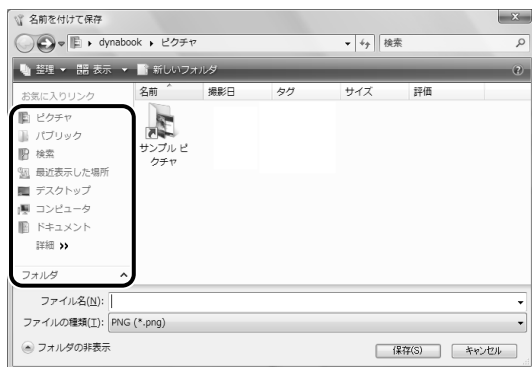 名前を付けて保存
dynabook ▸ ピクチャ
検索
整理 ▼ 表示 ▼ 新しいフォルダ
お気に入りリンク
名前 撮影日 タグ サイズ 評価
ピクチャ
パブリック
検索
最近表示した場所
デスクトップ
コンピュータ
ドキュメント
詳細 »
フォルダ
サンプル ピ
クチャ
ファイル名(N):
ファイルの種類(T): PNG (*.png)
フォルダの非表示
保存(S) キャンセル